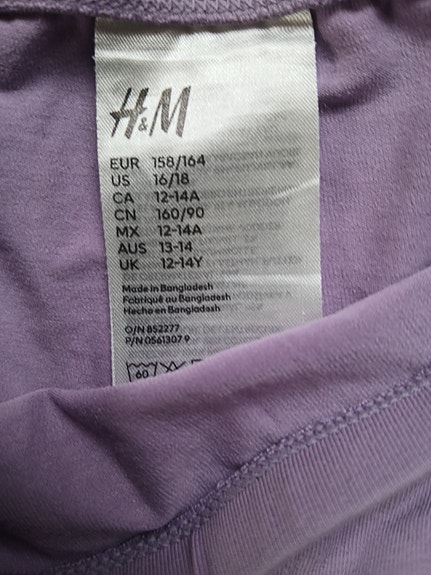 H&M
EUR 158/164
US 16/18
CA 12-14A
CN 160/90
MX 12-14A
AUS 13-14
UK 12-14Y
Made in Bangladesh
Fabriqué au Bangladesh
Hecho en Bangladesh
O/N 852277
P/N 0561307 9
60